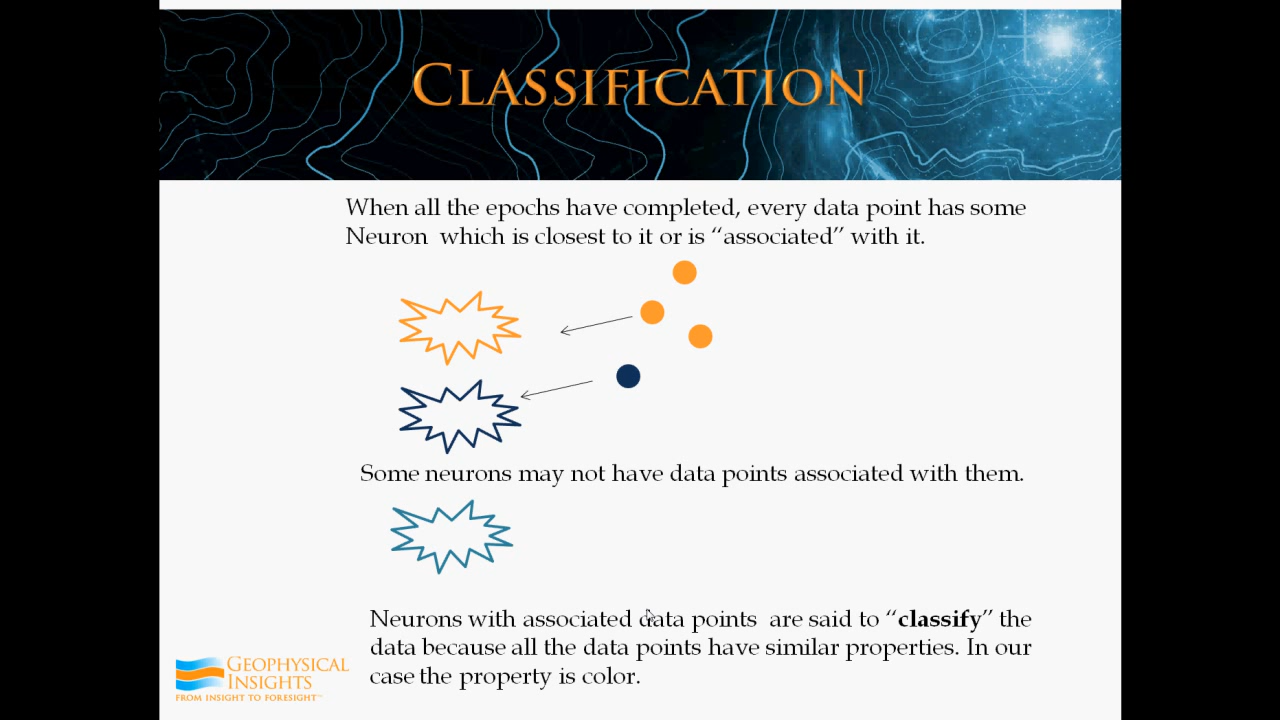 CLASSIFICATION
When all the epochs have completed, every data point has some
Neuron which is closest to it or is “associated” with it.
Some neurons may not have data points associated with them.
Neurons with associated data points are said to “classify” the
data because all the data points have similar properties. In our
case the property is color.
GEOPHYSICAL
INSIGHTS
FROM INSIGHT TO FORESIGHT™